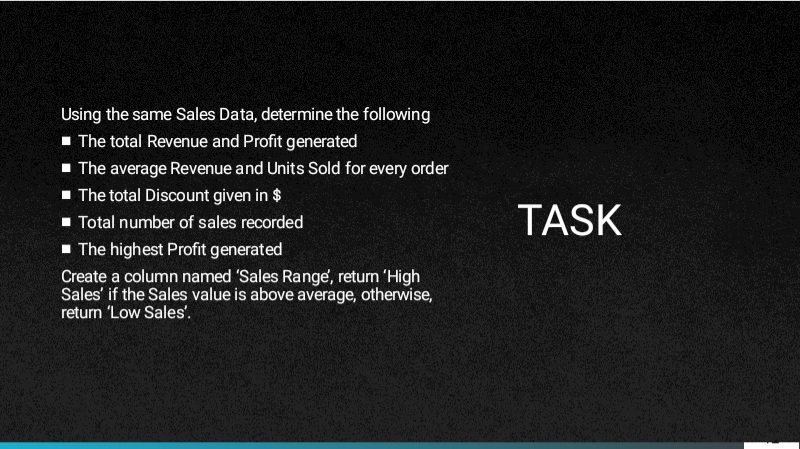 Using the same Sales Data, determine the following
■ The total Revenue and Profit generated
■ The average Revenue and Units Sold for every order
■ The total Discount given in $
■ Total number of sales recorded
■ The highest Profit generated
Create a column named ‘Sales Range’, return ‘High
Sales’ if the Sales value is above average, otherwise,
return ‘Low Sales’.
TASK